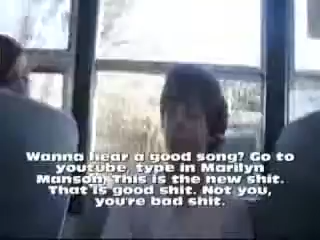 Wanna hear a good song? Go to
youtube, type in Marilyn
Manson, This is the new shit.
That is good shit. Not you,
you're bad shit.